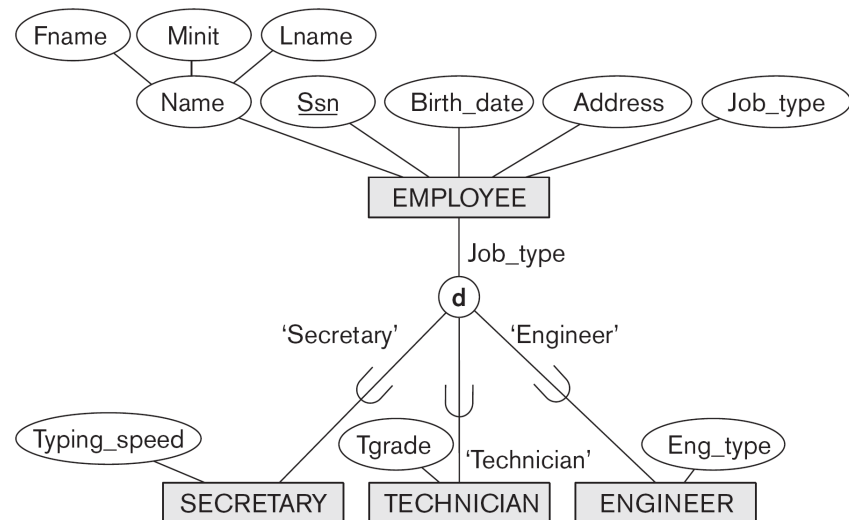 Fname
Minit
Lname
Name
Ssn
Birth_date
Address
Job_type
EMPLOYEE
Job_type
d
‘Secretary’
‘Engineer’
Typing_speed
Tgrade
‘Technician’
Eng_type
SECRETARY
TECHNICIAN
ENGINEER